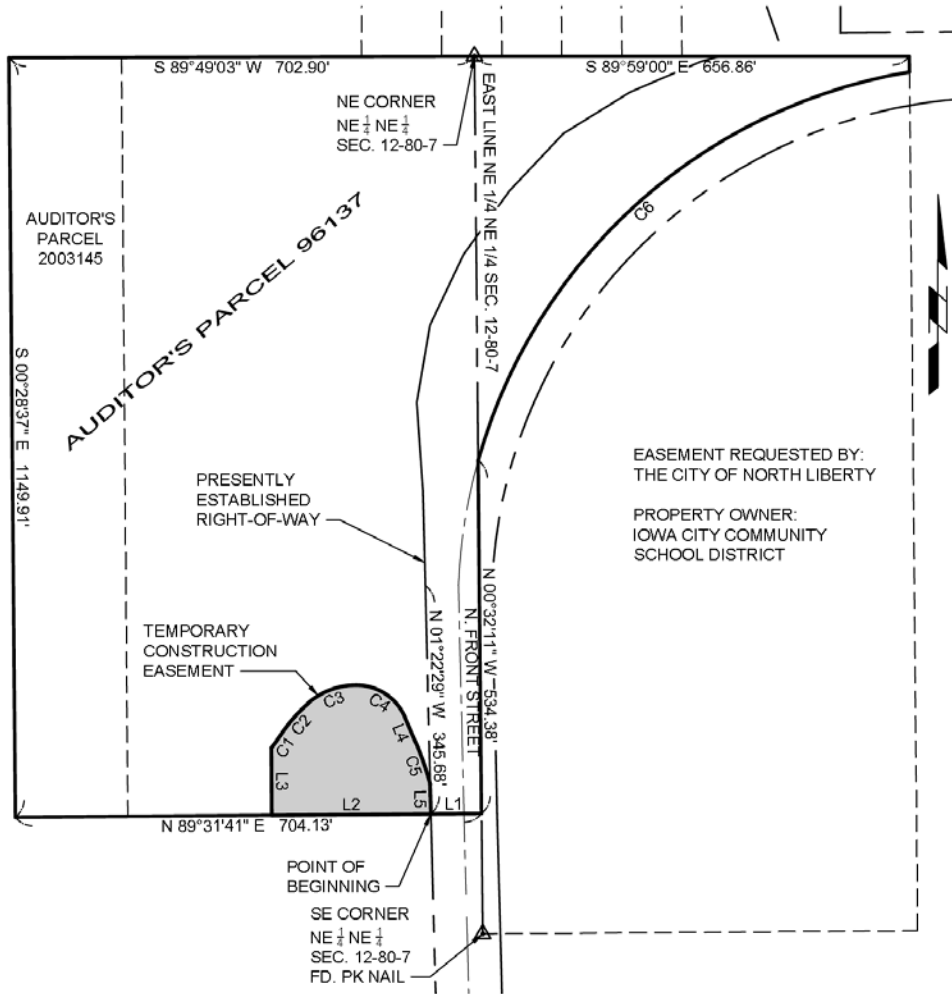 S 89°49'03" W 702.90'
S 89°59'00" E 656.86'
NE CORNER
NE 1/4 NE 1/4
SEC. 12-80-7
EAST LINE NE 1/4 NE 1/4 SEC. 12-80-7
C6
AUDITOR'S
PARCEL
2003145
AUDITOR'S PARCEL 96137
S 00°28'37" E 1149.91'
PRESENTLY
ESTABLISHED
RIGHT-OF-WAY
EASEMENT REQUESTED BY:
THE CITY OF NORTH LIBERTY
PROPERTY OWNER:
IOWA CITY COMMUNITY
SCHOOL DISTRICT
TEMPORARY
CONSTRUCTION
EASEMENT
N 01°22'29" W 345.68'
N. FRONT STREET
N 00°32'11" W 534.38'
C1
C2
C3
C4
L4
C5
L3
L2
L5
L1
N 89°31'41" E 704.13'
POINT OF
BEGINNING
SE CORNER
NE 1/4 NE 1/4
SEC. 12-80-7
FD. PK NAIL